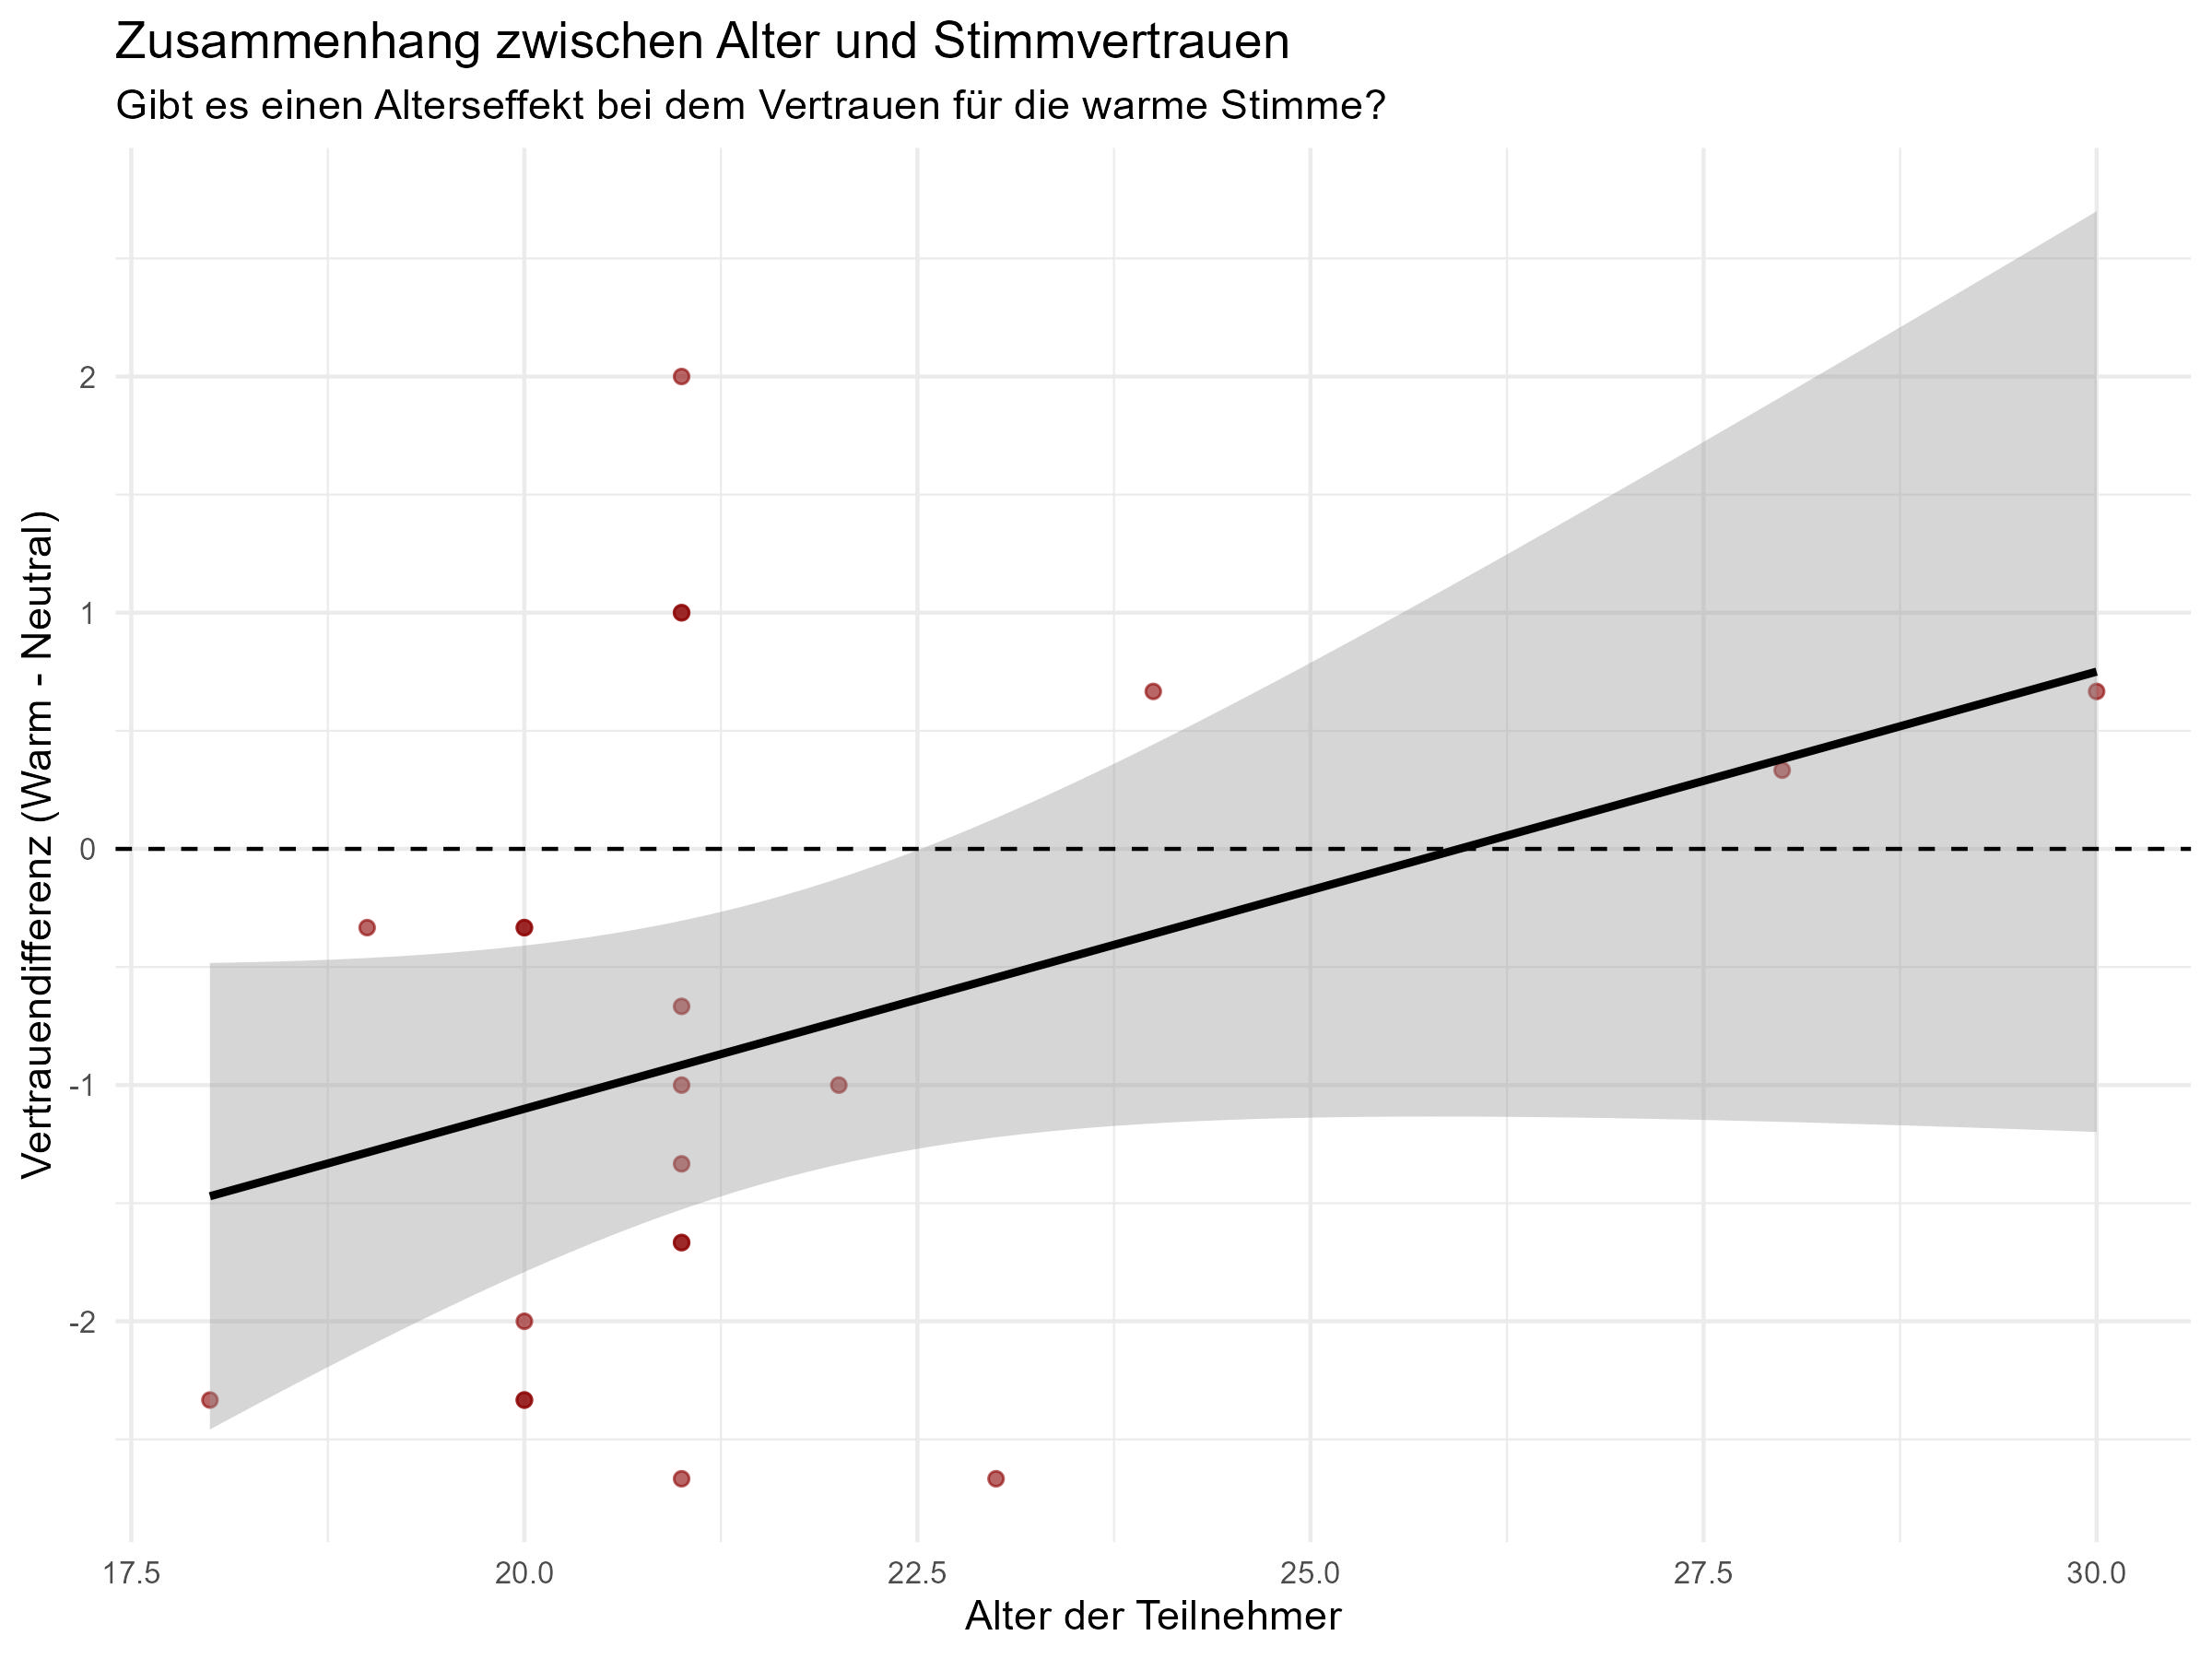 Zusammenhang zwischen Alter und Stimmvertrauen
Gibt es einen Alterseffekt bei dem Vertrauen für die warme Stimme?
Vertrauendifferenz (Warm - Neutral)
2
1
0
-1
-2
17.5 20.0 22.5 25.0 27.5 30.0
Alter der Teilnehmer